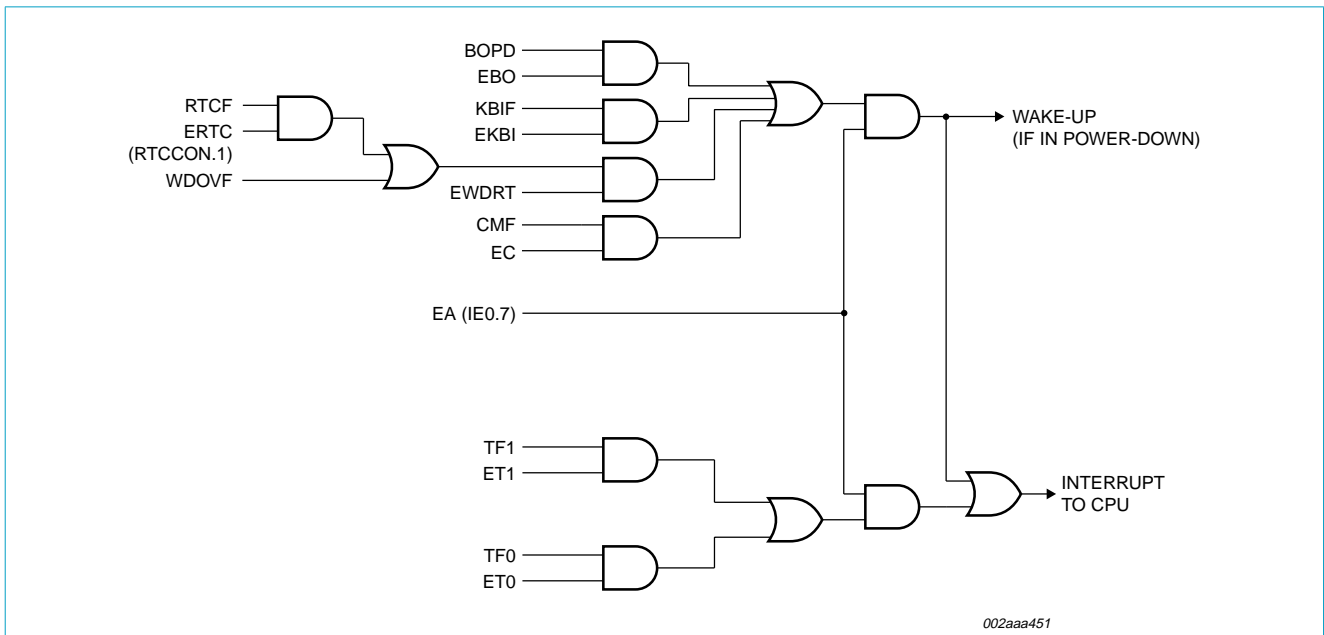 BOPD
EBO
RTCF
KBIF
WAKE-UP
(IF IN POWER-DOWN)
ERTC
EKBI
(RTCCON.1)
WDOVF
EWDRT
CMF
EC
EA (IE0.7)
TF1
ET1
INTERRUPT
TO CPU
TF0
ET0
002aaa451